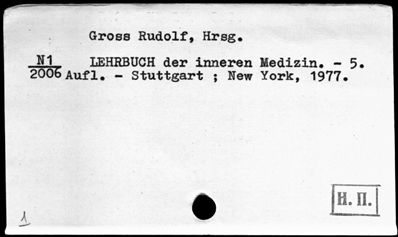 Gross Rudolf, Hrsg.
N1 LEHRBUCH der inneren Medizin. - 5.
2006 Aufl. - Stuttgart ; New York, 1977.
Н. П.
1